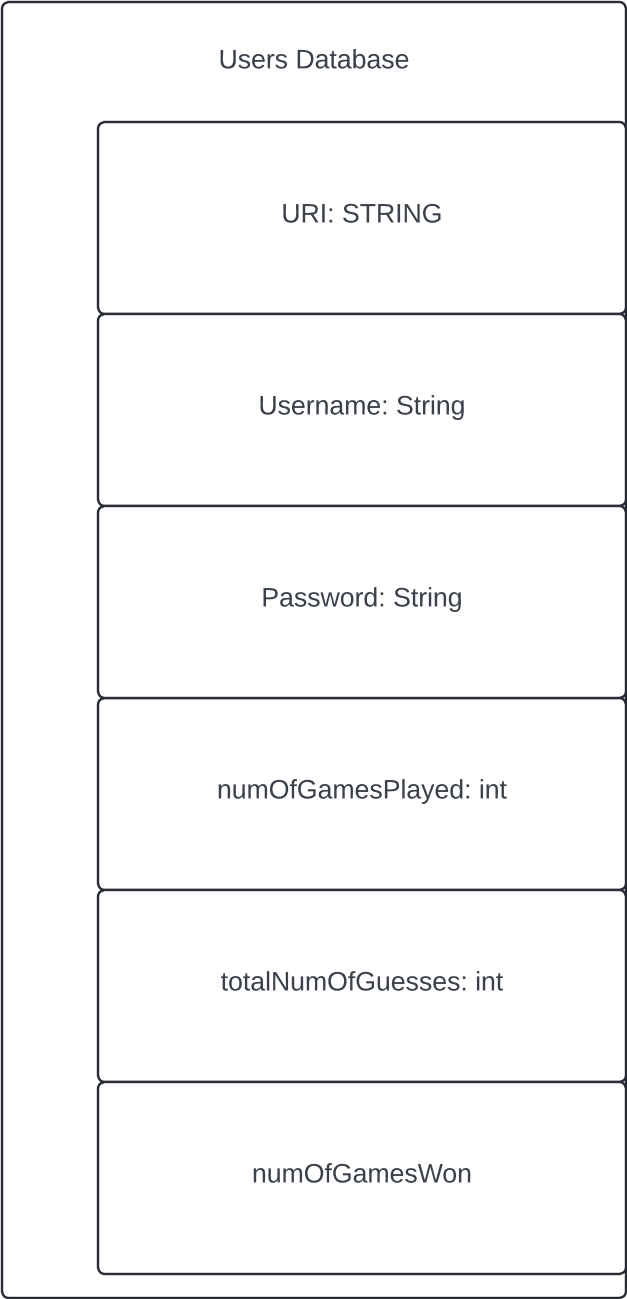 Users Database
URI: STRING
Username: String
Password: String
numOfGamesPlayed: int
totalNumOfGuesses: int
numOfGamesWon